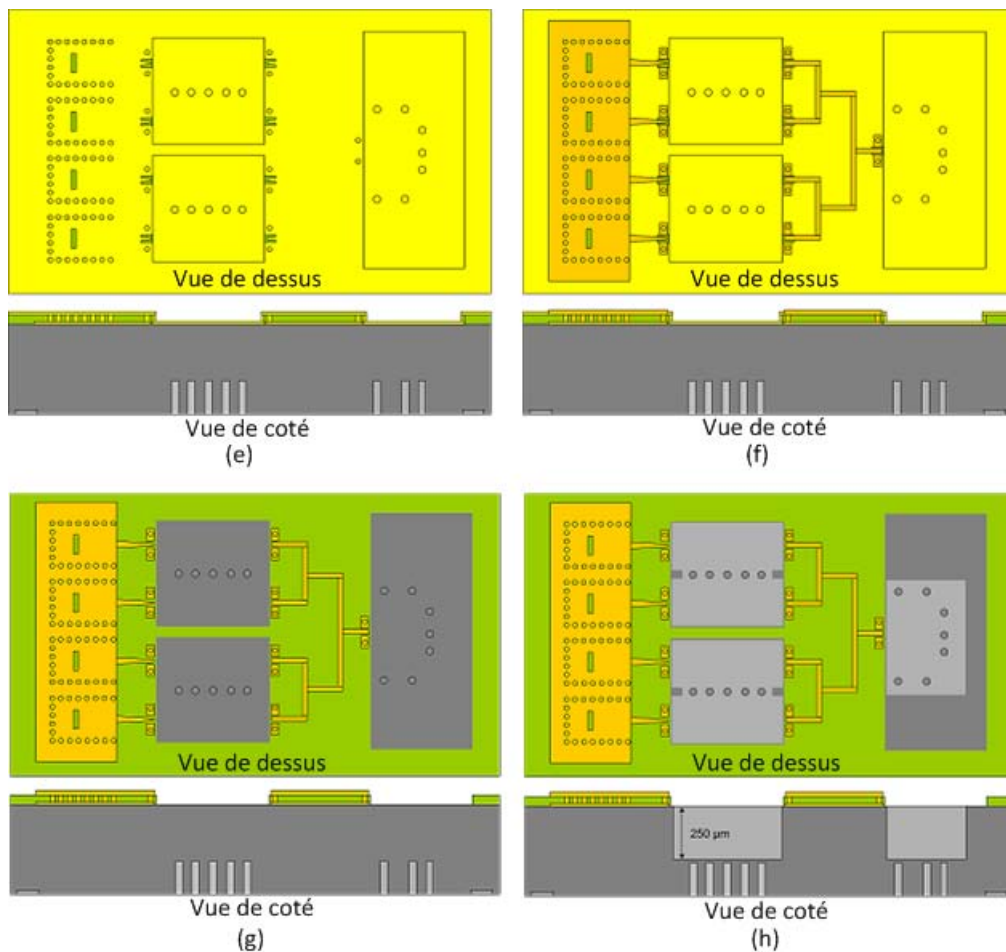 Vue de dessus
Vue de dessus
Vue de coté
Vue de coté
(e)
(f)
Vue de dessus
Vue de dessus
250 µm
Vue de coté
Vue de coté
(g)
(h)